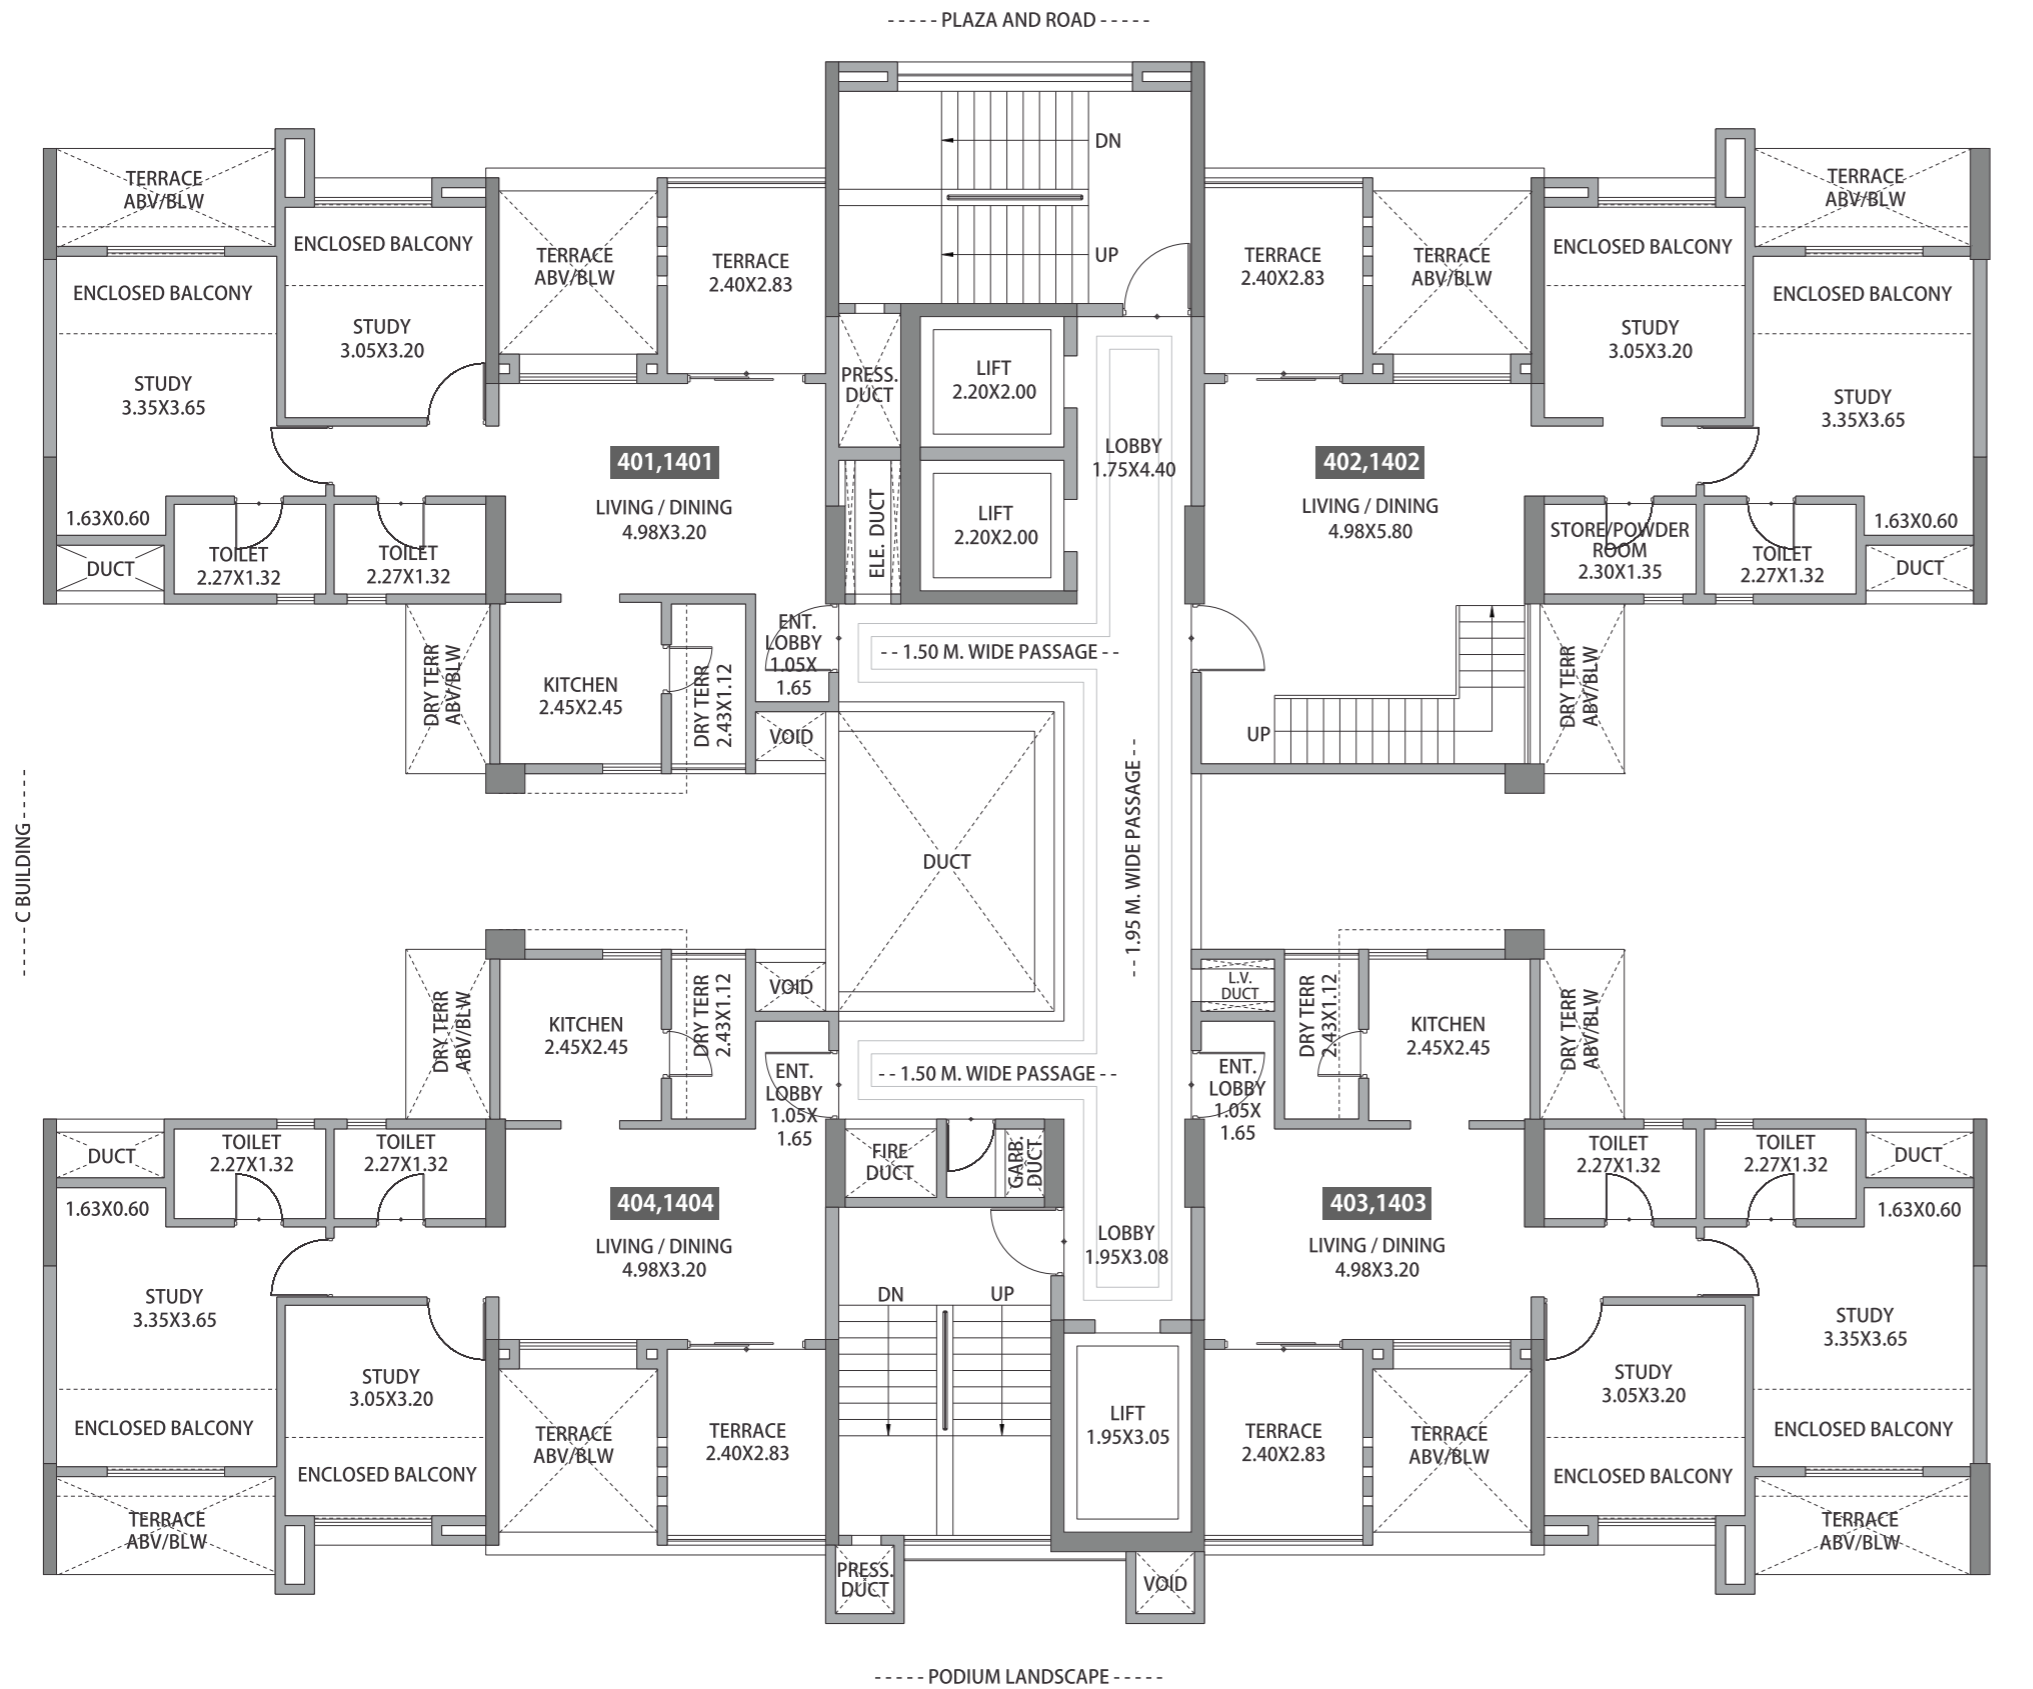 ----- PLAZA AND ROAD -----
TERRACE
ABV/BLW
ENCLOSED BALCONY
ENCLOSED BALCONY
STUDY
3.05X3.20
STUDY
3.35X3.65
TERRACE
ABV/BLW
TERRACE
2.40X2.83
401,1401
LIVING / DINING
4.98X3.20
1.63X0.60
DUCT
TOILET
2.27X1.32
TOILET
2.27X1.32
DRY TERR
ABV/BLW
KITCHEN
2.45X2.45
DRY TERR
2.43X1.12
ENT.
LOBBY
1.05X
1.65
VOID
DN
UP
PRESS.
DUCT
LIFT
2.20X2.00
ELE. DUCT
LIFT
2.20X2.00
LOBBY
1.75X4.40
-- 1.50 M. WIDE PASSAGE --
DUCT
-- 1.95 M. WIDE PASSAGE --
TERRACE
2.40X2.83
TERRACE
ABV/BLW
ENCLOSED BALCONY
STUDY
3.05X3.20
TERRACE
ABV/BLW
ENCLOSED BALCONY
STUDY
3.35X3.65
402,1402
LIVING / DINING
4.98X5.80
STORE/POWDER
ROOM
2.30X1.35
TOILET
2.27X1.32
1.63X0.60
DUCT
UP
DRY TERR
ABV/BLW
----- C BUILDING -----
DRY TERR
ABV/BLW
KITCHEN
2.45X2.45
DRY TERR
2.43X1.12
VOID
ENT.
LOBBY
1.05X
1.65
DUCT
TOILET
2.27X1.32
TOILET
2.27X1.32
1.63X0.60
404,1404
LIVING / DINING
4.98X3.20
STUDY
3.35X3.65
STUDY
3.05X3.20
ENCLOSED BALCONY
ENCLOSED BALCONY
TERRACE
ABV/BLW
TERRACE
ABV/BLW
TERRACE
2.40X2.83
-- 1.50 M. WIDE PASSAGE --
FIRE
DUCT
GARB.
DUCT
LOBBY
1.95X3.08
DN
UP
LIFT
1.95X3.05
PRESS.
DUCT
VOID
L.V.
DUCT
ENT.
LOBBY
1.05X
1.65
DRY TERR
2.43X1.12
KITCHEN
2.45X2.45
DRY TERR
ABV/BLW
403,1403
LIVING / DINING
4.98X3.20
TOILET
2.27X1.32
TOILET
2.27X1.32
DUCT
1.63X0.60
STUDY
3.35X3.65
STUDY
3.05X3.20
ENCLOSED BALCONY
ENCLOSED BALCONY
TERRACE
2.40X2.83
TERRACE
ABV/BLW
TERRACE
ABV/BLW
----- PODIUM LANDSCAPE -----